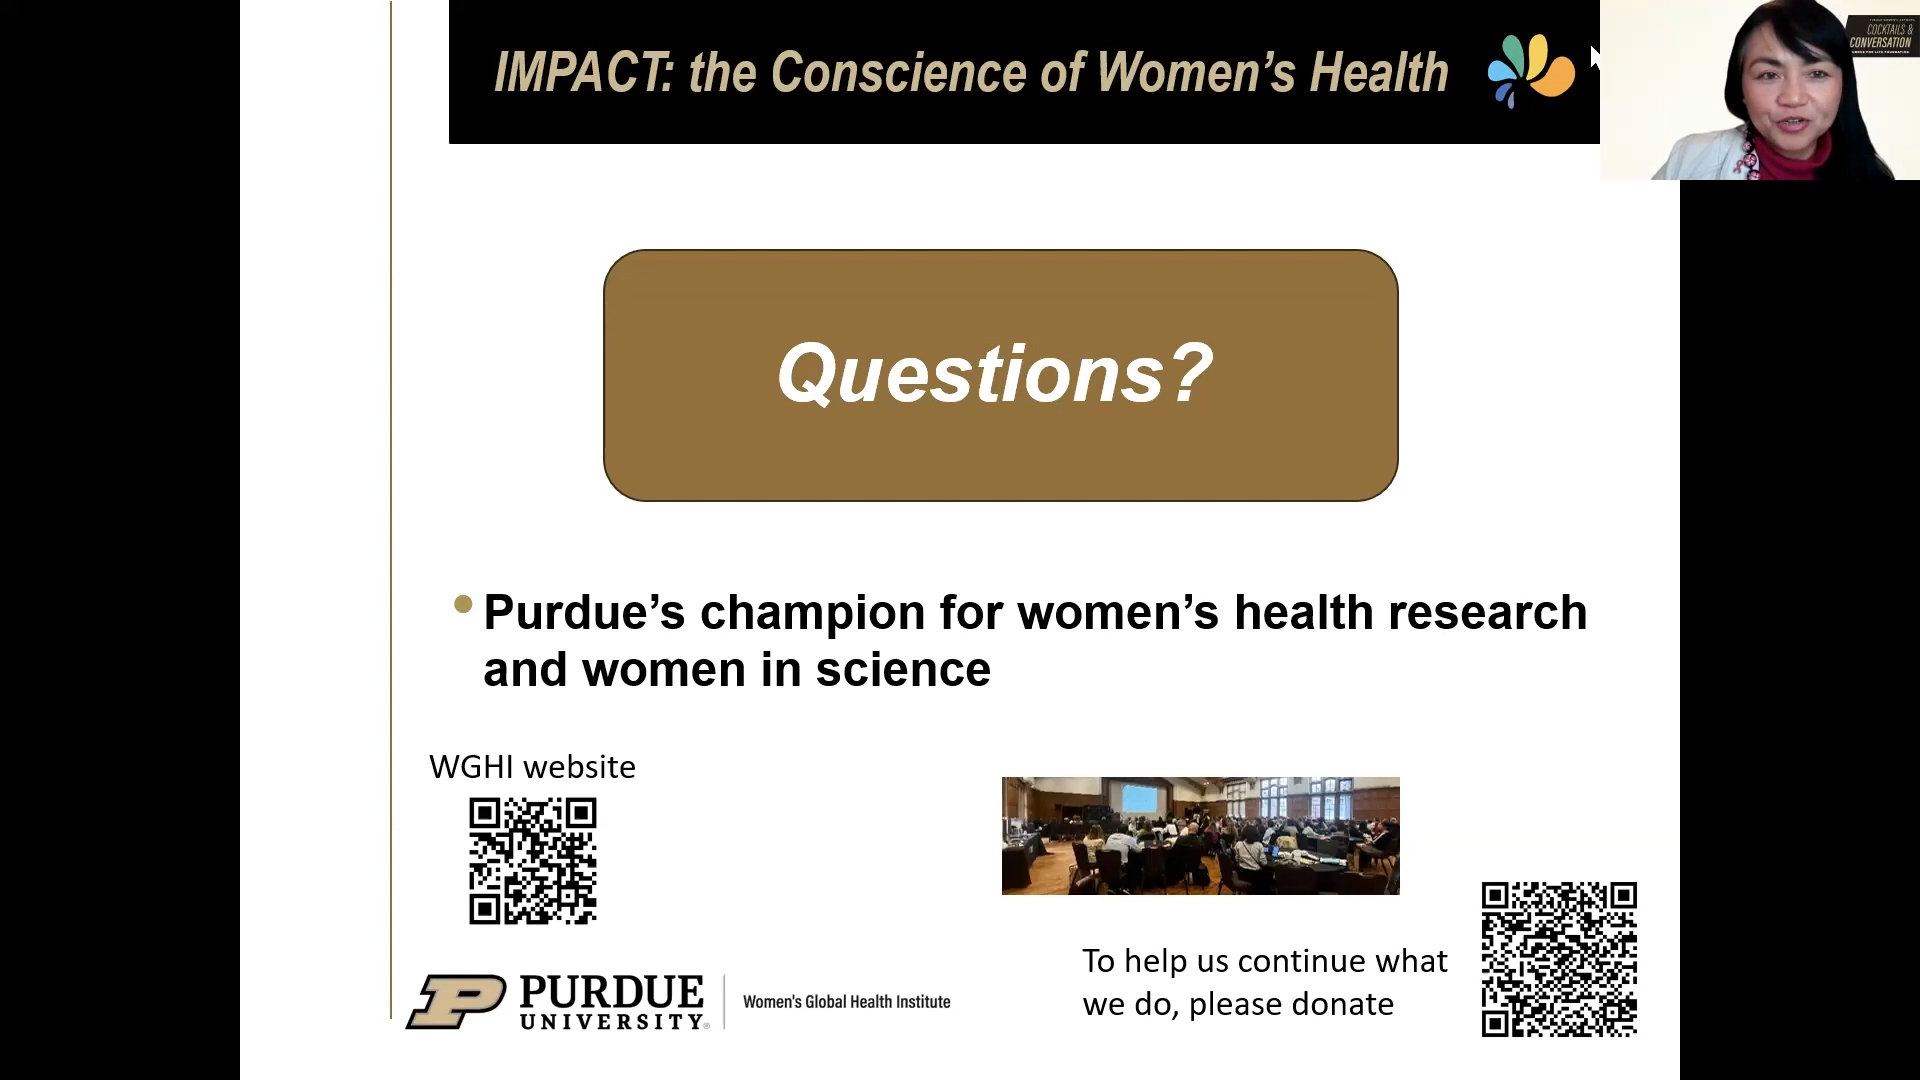 IMPACT: the Conscience of Women’s Health
COCKTAILS &
CONVERSATION
Questions?
• Purdue’s champion for women’s health research
and women in science
WGHI website
To help us continue what
we do, please donate
PURDUE
UNIVERSITY®
Women's Global Health Institute